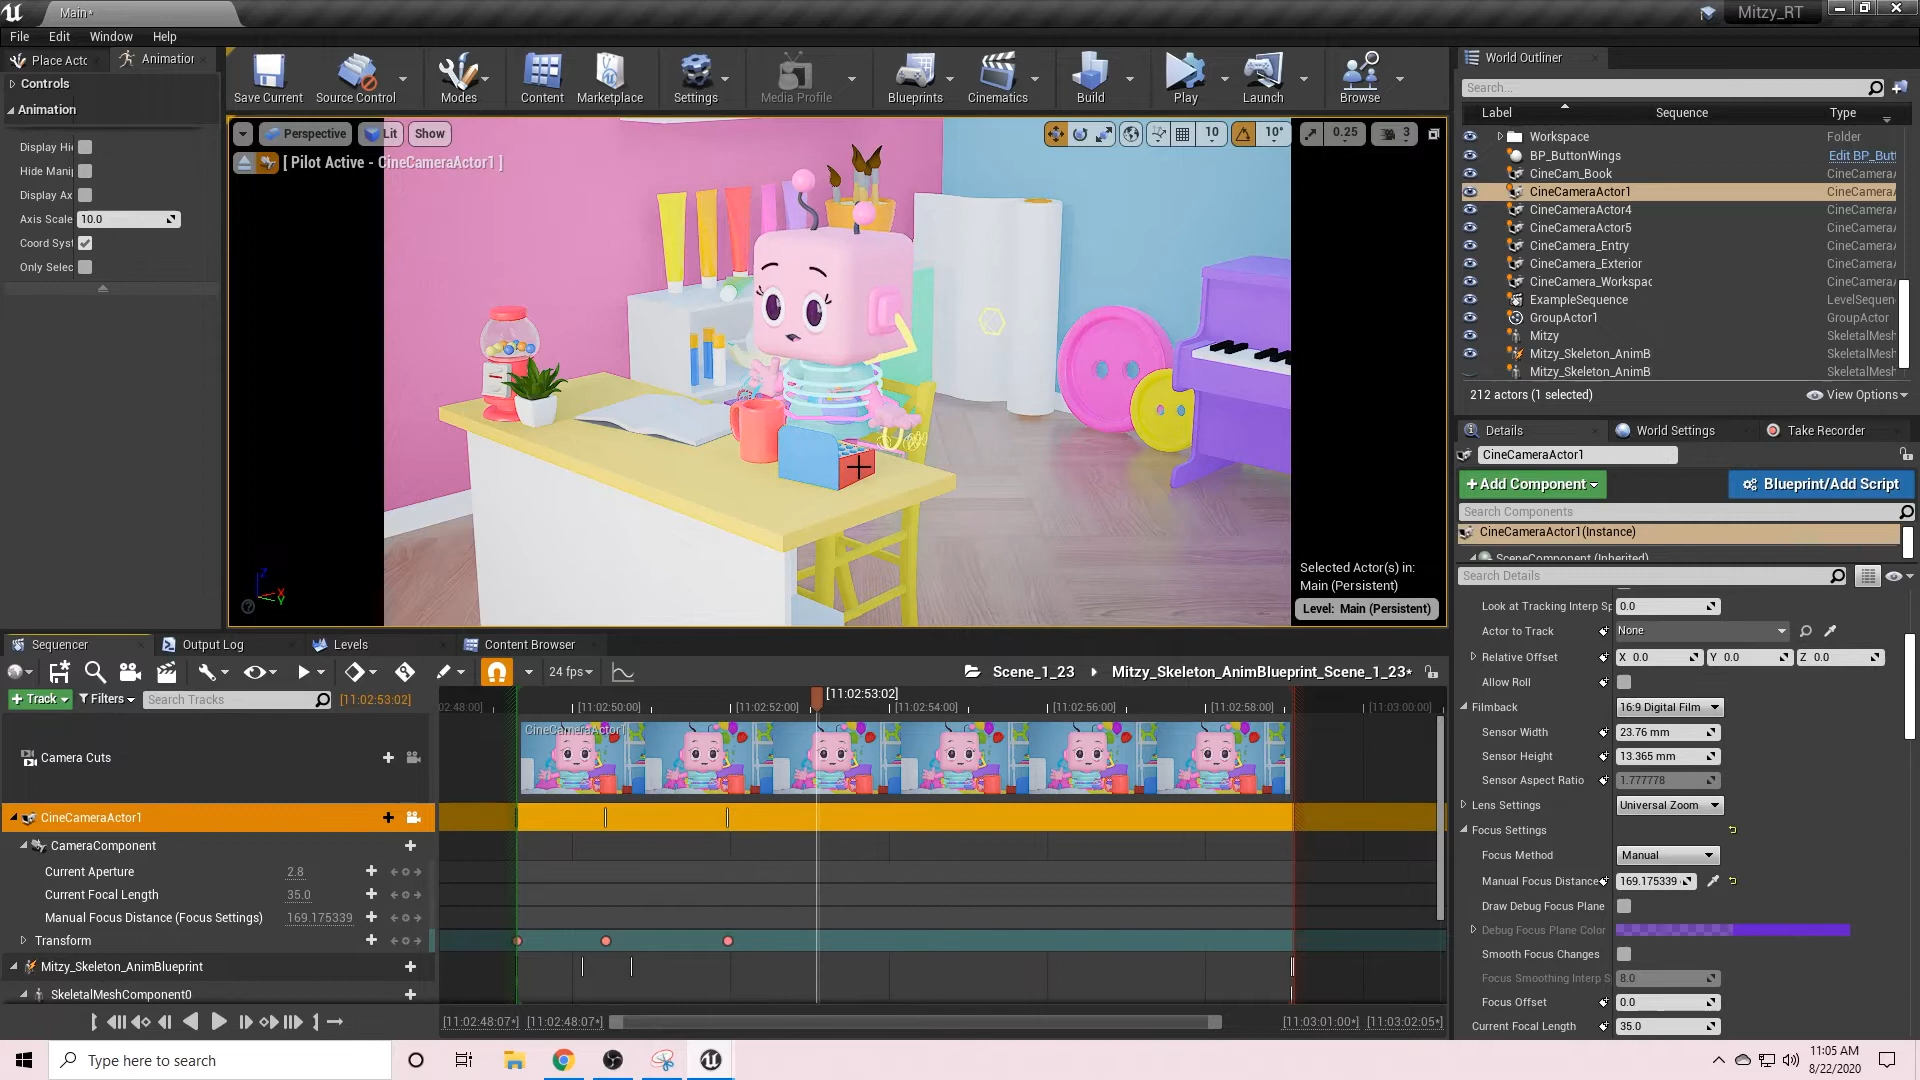 Main*
Mitzy_RT
File Edit Window Help
Place Acto
Animation
Save Current
Source Control
Modes
Content
Marketplace
Settings
Media Profile
Blueprints
Cinematics
Build
Play
Launch
Browse
Controls
Animation
Display Hi
Hide Mani
Display Ax
Axis Scale 10.0
Coord Syst
Only Selec
Perspective Lit Show
10 10° 0.25 3
[ Pilot Active - CineCameraActor1 ]
Selected Actor(s) in:
Main (Persistent)
Level: Main (Persistent)
World Outliner
Search...
Label Sequence Type
Workspace Folder
BP_ButtonWings Edit BP_Butt
CineCam_Book CineCamera
CineCameraActor1 CineCamera
CineCameraActor4 CineCamera
CineCameraActor5 CineCamera
CineCamera_Entry CineCamera
CineCamera_Exterior CineCamera
CineCamera_Workspac CineCamera
ExampleSequence LevelSequen
GroupActor1 GroupActor
Mitzy SkeletalMesh
Mitzy_Skeleton_AnimB SkeletalMesh
Mitzy_Skeleton_AnimB SkeletalMesh
212 actors (1 selected) View Options
Details World Settings Take Recorder
CineCameraActor1
+Add Component
Blueprint/Add Script
Search Components
CineCameraActor1(Instance)
SceneComponent (Inherited)
Search Details
Look at Tracking Interp Sp 0.0
Actor to Track None
Relative Offset X 0.0 Y 0.0 Z 0.0
Allow Roll
Filmback 16:9 Digital Film
Sensor Width 23.76 mm
Sensor Height 13.365 mm
Sensor Aspect Ratio 1.777778
Lens Settings Universal Zoom
Focus Settings
Focus Method Manual
Manual Focus Distance 169.175339
Draw Debug Focus Plane
Debug Focus Plane Color
Smooth Focus Changes
Focus Smoothing Interp S 8.0
Focus Offset 0.0
Current Focal Length 35.0
Sequencer Output Log Levels Content Browser
24 fps
Scene_1_23 Mitzy_Skeleton_AnimBlueprint_Scene_1_23*
+ Track Filters Search Tracks [11:02:53:02]
[11:02:53:02]
02:48:00] [11:02:50:00] [11:02:52:00] [11:02:54:00] [11:02:56:00] [11:02:58:00] [11:03:00:00]
CineCameraActor1
Camera Cuts
CineCameraActor1
CameraComponent
Current Aperture 2.8
Current Focal Length 35.0
Manual Focus Distance (Focus Settings) 169.175339
Transform
Mitzy_Skeleton_AnimBlueprint
SkeletalMeshComponent0
[11:02:48:07*] [11:02:48:07*] [11:03:01:00*] [11:03:02:05*]
Type here to search
11:05 AM
8/22/2020